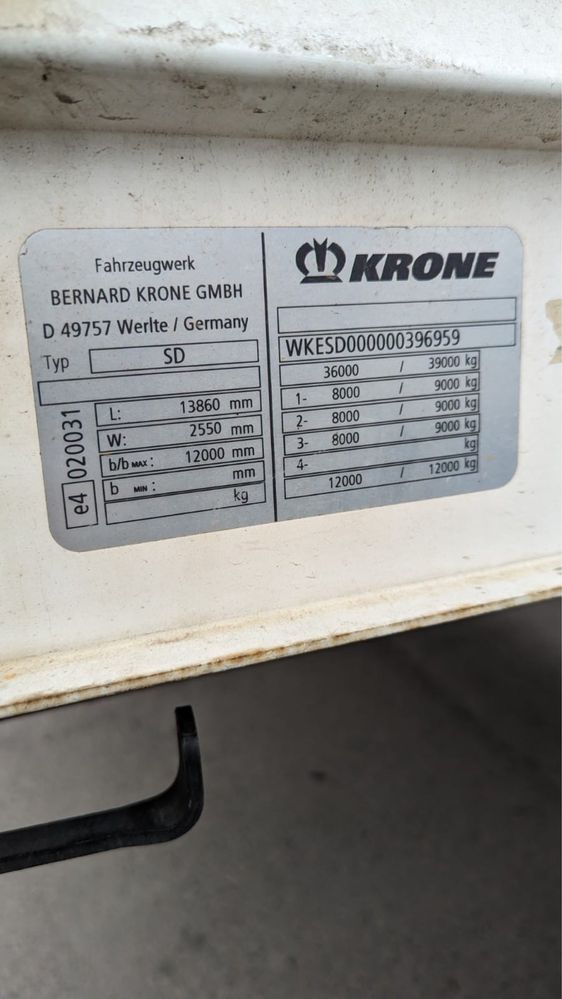 Fahrzeugwerk
BERNARD KRONE GMBH
D 49757 Werlte / Germany
Typ SD
e4 020031
L: 13860 mm
W: 2550 mm
b/b MAX: 12000 mm
b MIN: mm
kg
KRONE
WKESD000000396959
36000 / 39000 kg
1- 8000 / 9000 kg
2- 8000 / 9000 kg
3- 8000 / 9000 kg
4- kg
12000 / 12000 kg